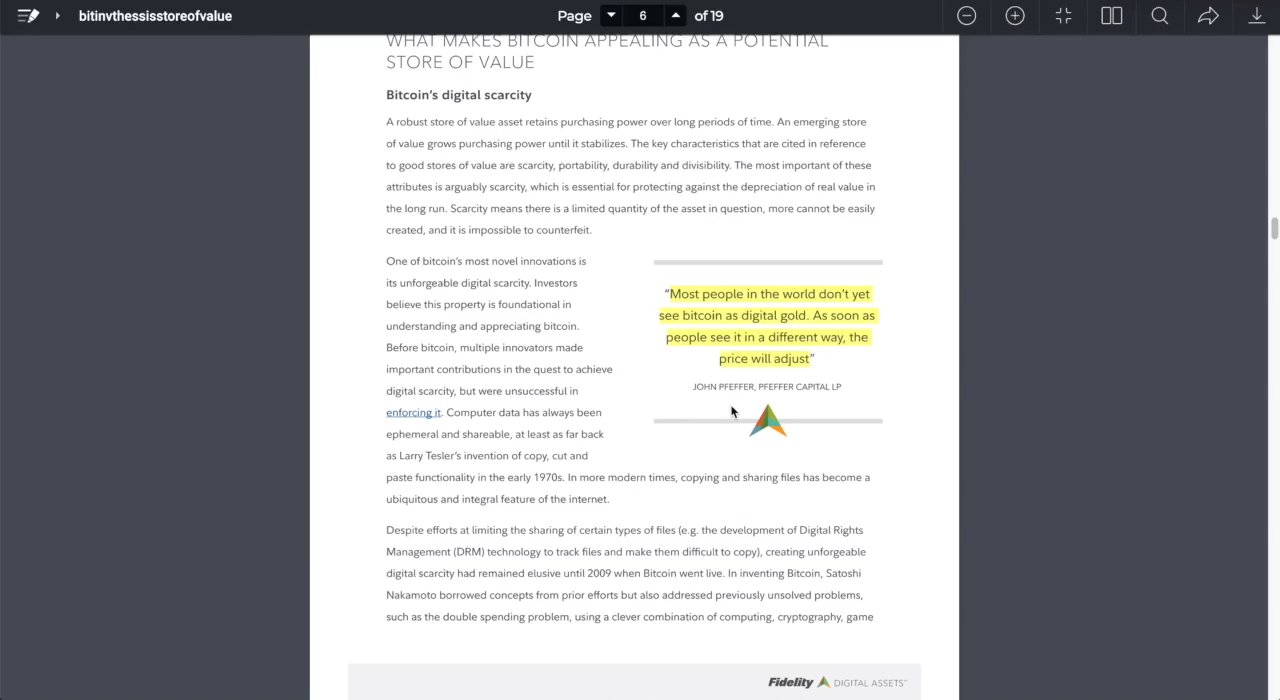 bitinvthessisstoreofvalue
Page 6 of 19
WHAT MAKES BITCOIN APPEALING AS A POTENTIAL
STORE OF VALUE
Bitcoin's digital scarcity
A robust store of value asset retains purchasing power over long periods of time. An emerging store
of value grows purchasing power until it stabilizes. The key characteristics that are cited in reference
to good stores of value are scarcity, portability, durability and divisibility. The most important of these
attributes is arguably scarcity, which is essential for protecting against the depreciation of real value in
the long run. Scarcity means there is a limited quantity of the asset in question, more cannot be easily
created, and it is impossible to counterfeit.
One of bitcoin's most novel innovations is
its unforgeable digital scarcity. Investors
believe this property is foundational in
understanding and appreciating bitcoin.
Before bitcoin, multiple innovators made
important contributions in the quest to achieve
digital scarcity, but were unsuccessful in
enforcing it. Computer data has always been
ephemeral and shareable, at least as far back
as Larry Tesler's invention of copy, cut and
paste functionality in the early 1970s. In more modern times, copying and sharing files has become a
ubiquitous and integral feature of the internet.
"Most people in the world don't yet
see bitcoin as digital gold. As soon as
people see it in a different way, the
price will adjust"
JOHN PFEFFER, PFEFFER CAPITAL LP
Despite efforts at limiting the sharing of certain types of files (e.g. the development of Digital Rights
Management (DRM) technology to track files and make them difficult to copy), creating unforgeable
digital scarcity had remained elusive until 2009 when Bitcoin went live. In inventing Bitcoin, Satoshi
Nakamoto borrowed concepts from prior efforts but also addressed previously unsolved problems,
such as the double spending problem, using a clever combination of computing, cryptography, game
Fidelity DIGITAL ASSETS℠